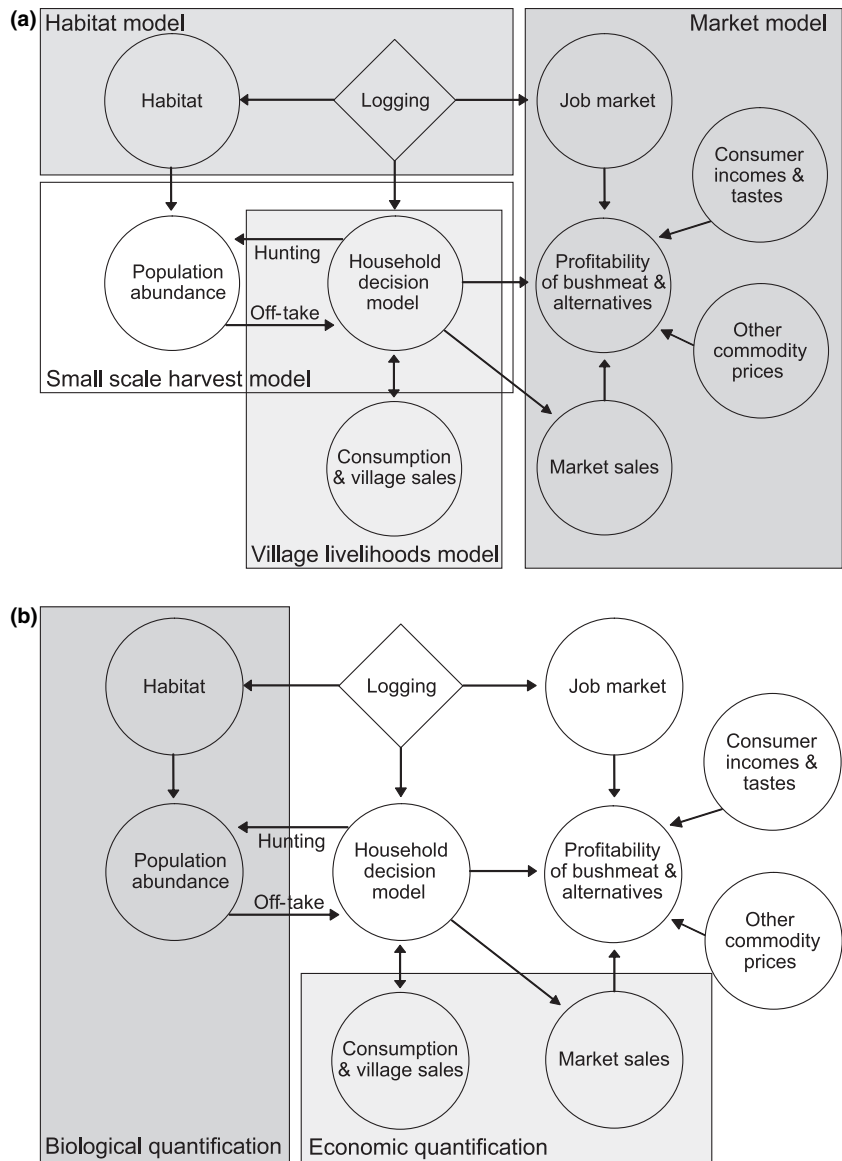 (a)
Habitat model
Market model
Habitat
Logging
Job market
Consumer
incomes &
tastes
Population
abundance
Hunting
Off-take
Household
decision
model
Profitability
of bushmeat &
alternatives
Other
commodity
prices
Small scale harvest model
Consumption
& village sales
Market sales
Village livelihoods model
(b)
Habitat
Logging
Job market
Consumer
incomes &
tastes
Population
abundance
Hunting
Off-take
Household
decision
model
Profitability
of bushmeat &
alternatives
Other
commodity
prices
Consumption
& village sales
Market sales
Biological quantification
Economic quantification